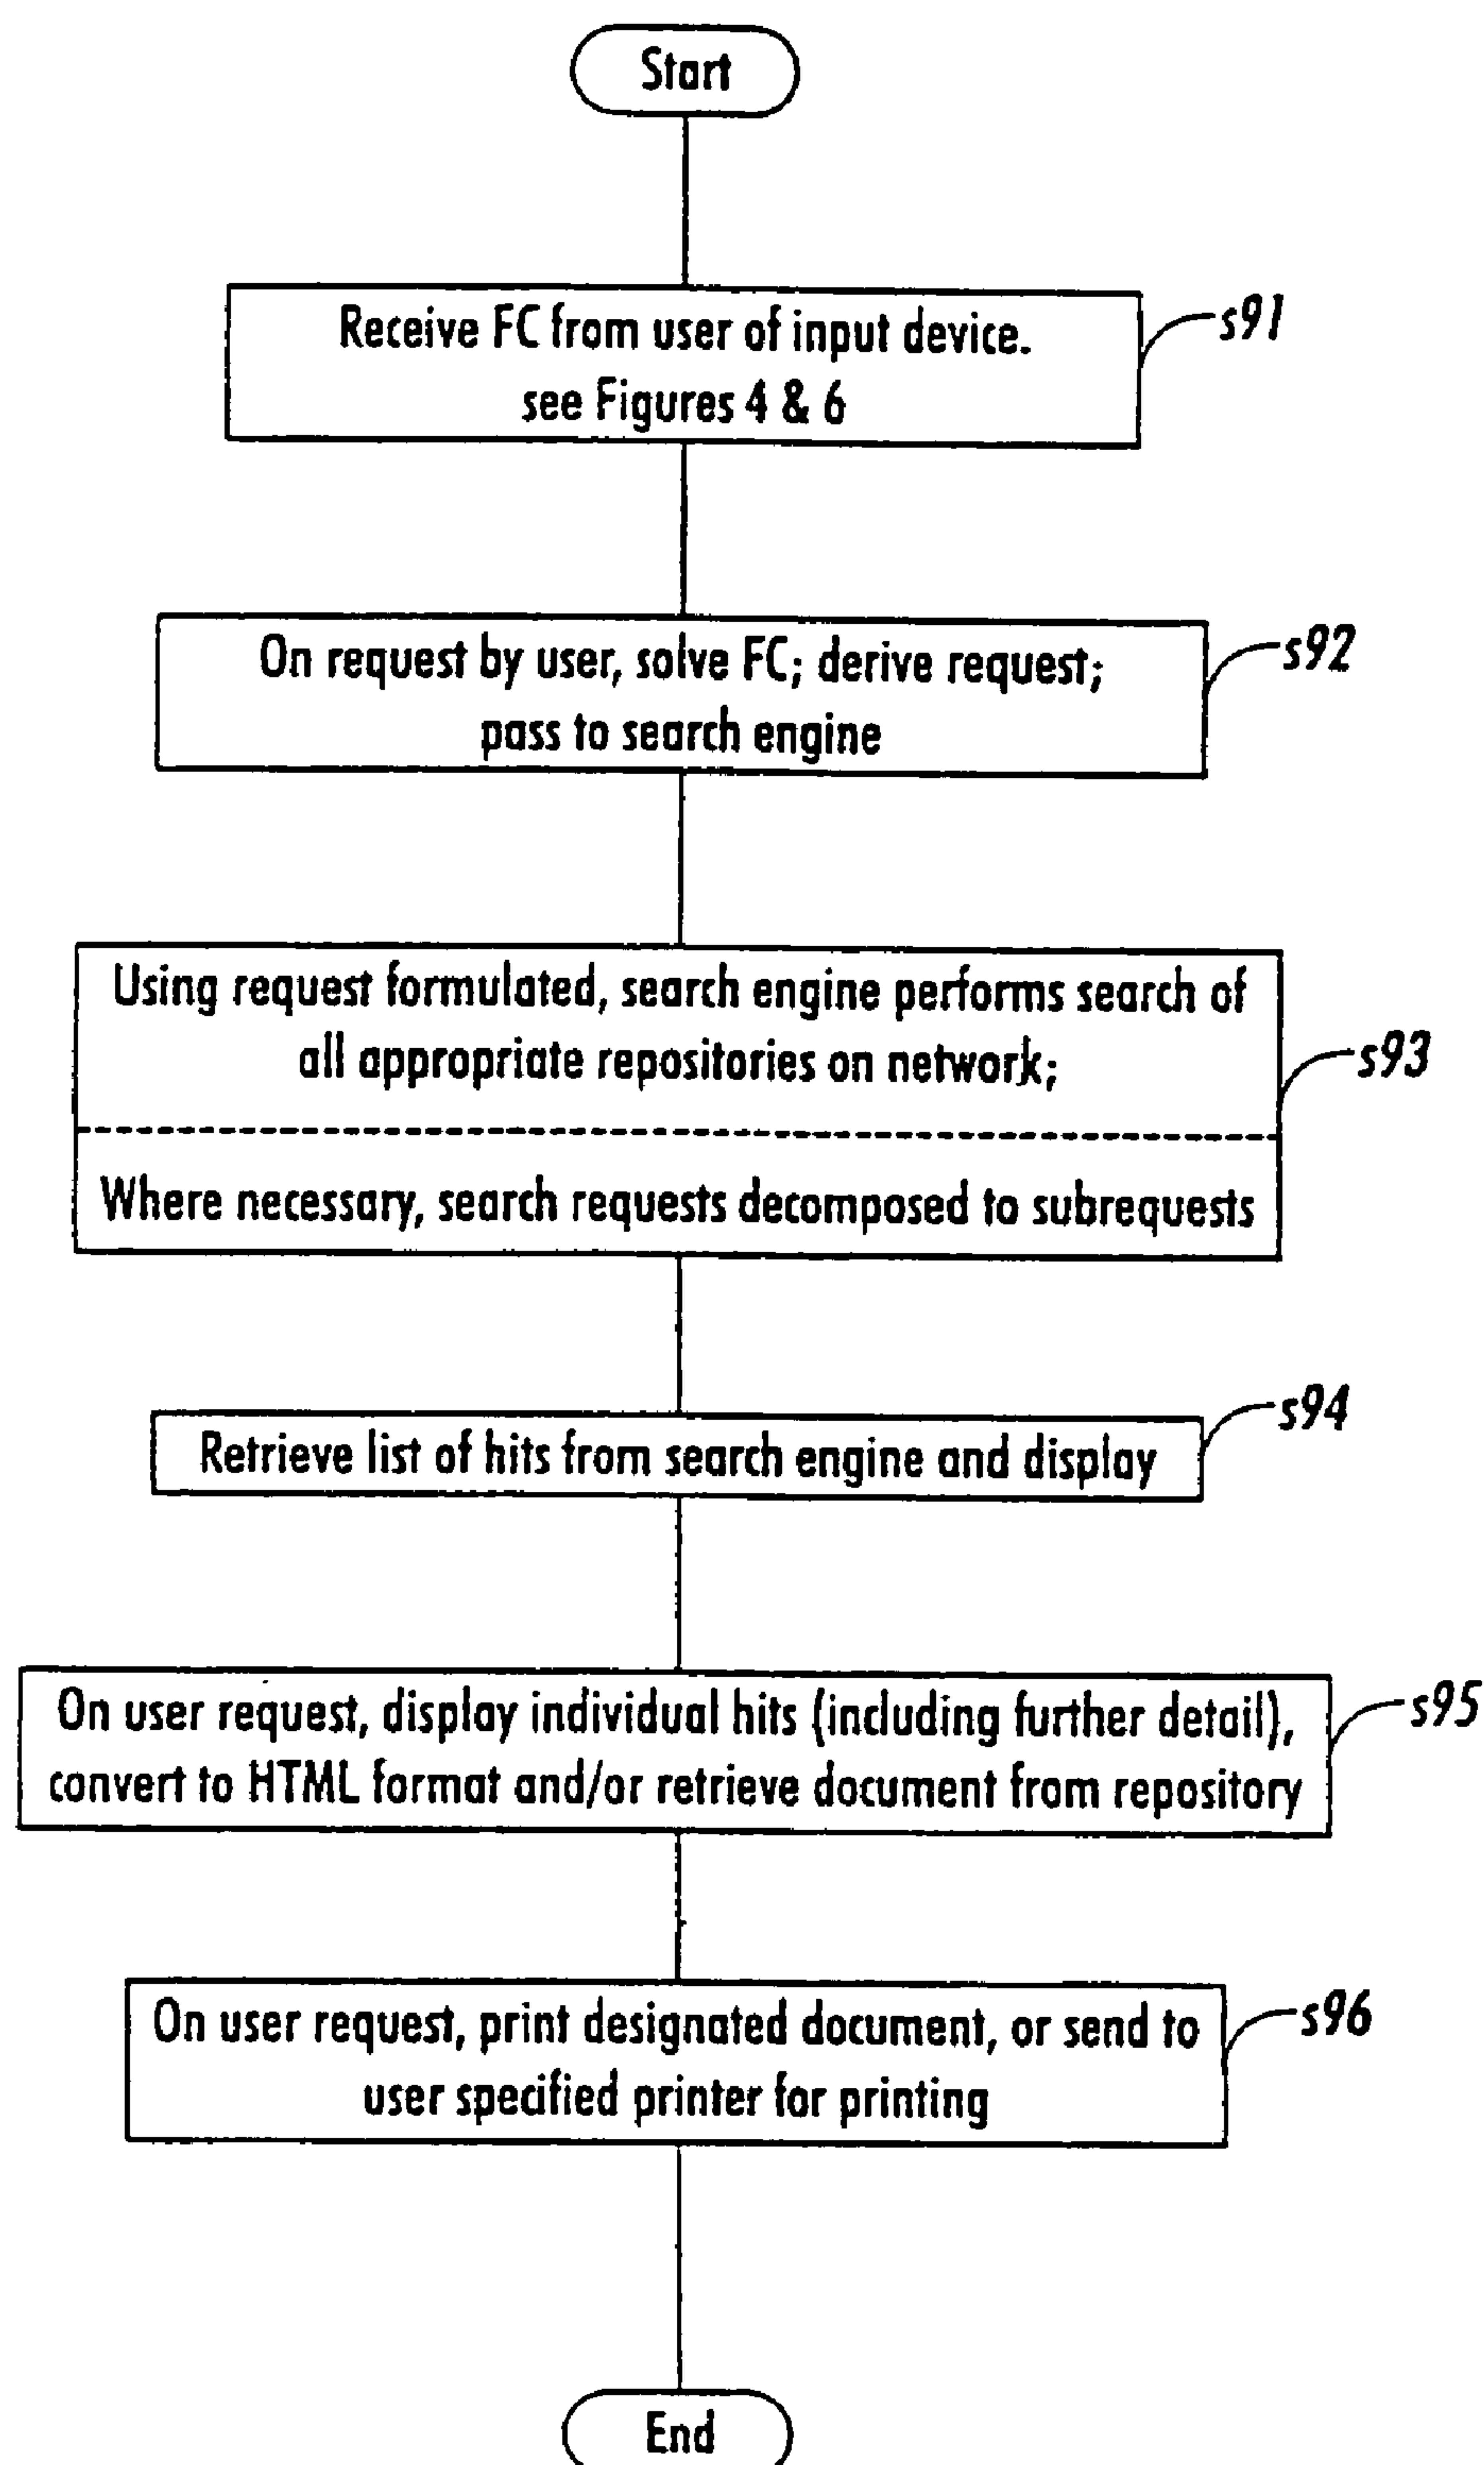 Start
Receive FC from user of input device.
see Figures 4 & 6
s91
On request by user, solve FC; derive request;
pass to search engine
s92
Using request formulated, search engine performs search of
all appropriate repositories on network;
s93
Where necessary, search requests decomposed to subrequests
Retrieve list of hits from search engine and display
s94
On user request, display individual hits (including further detail),
convert to HTML format and/or retrieve document from repository
s95
On user request, print designated document, or send to
user specified printer for printing
s96
End